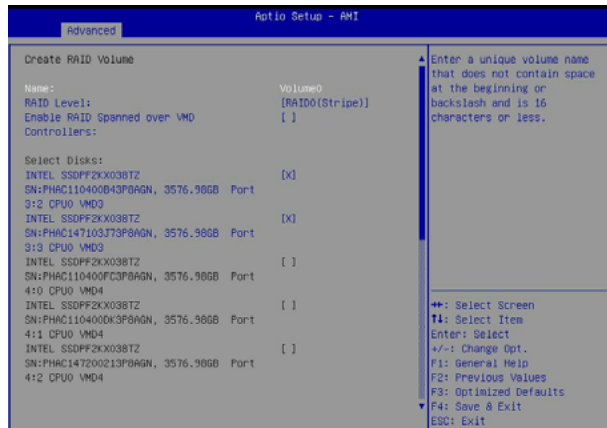 Aptio Setup - AMI
Advanced
Create RAID Volume
Name: Volume0
RAID Level: [RAID0(Stripe)]
Enable RAID Spanned over VMD [ ]
Controllers:
Select Disks:
INTEL SSDPF2KX038TZ [X]
SN:PHAC110400B43P8AGN, 3576.98GB Port
3:2 CPU0 VMD3
INTEL SSDPF2KX038TZ [X]
SN:PHAC147103J73P8AGN, 3576.98GB Port
3:3 CPU0 VMD3
INTEL SSDPF2KX038TZ [ ]
SN:PHAC110400FC3P8AGN, 3576.98GB Port
4:0 CPU0 VMD4
INTEL SSDPF2KX038TZ [ ]
SN:PHAC110400DK3P8AGN, 3576.98GB Port
4:1 CPU0 VMD4
INTEL SSDPF2KX038TZ [ ]
SN:PHAC147200213P8AGN, 3576.98GB Port
4:2 CPU0 VMD4
Enter a unique volume name
that does not contain space
at the beginning or
backslash and is 16
characters or less.
↔: Select Screen
↑↓: Select Item
Enter: Select
+/-: Change Opt.
F1: General Help
F2: Previous Values
F3: Optimized Defaults
F4: Save & Exit
ESC: Exit